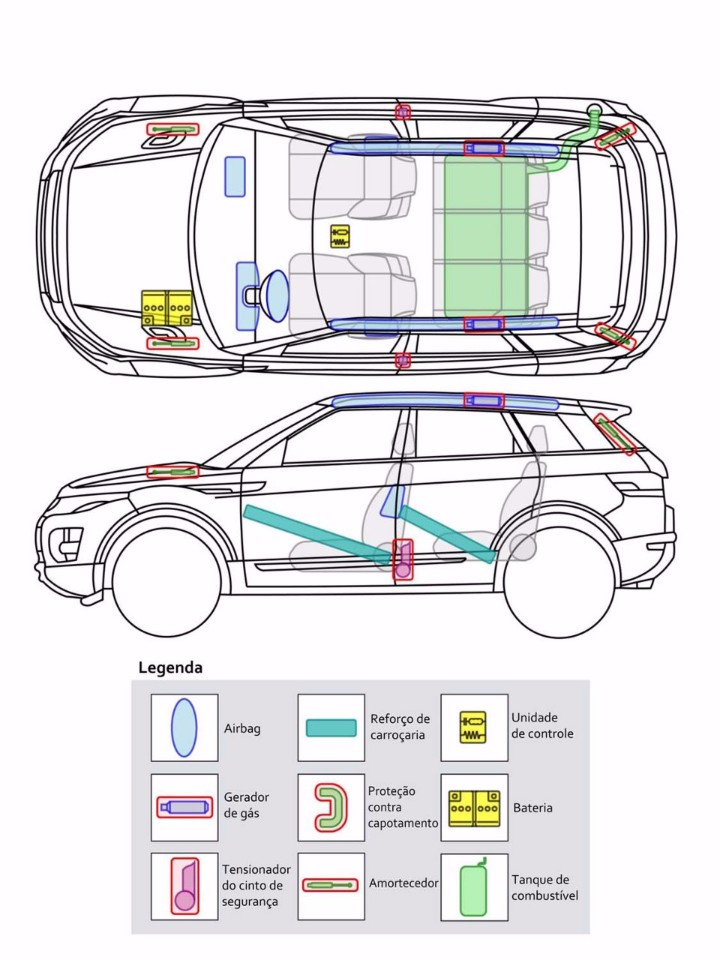 Legenda
Airbag
Reforço de
carroçaria
Unidade
de controle
Gerador
de gás
Proteção
contra
capotamento
Bateria
Tensionador
do cinto de
segurança
Amortecedor
Tanque de
combustível